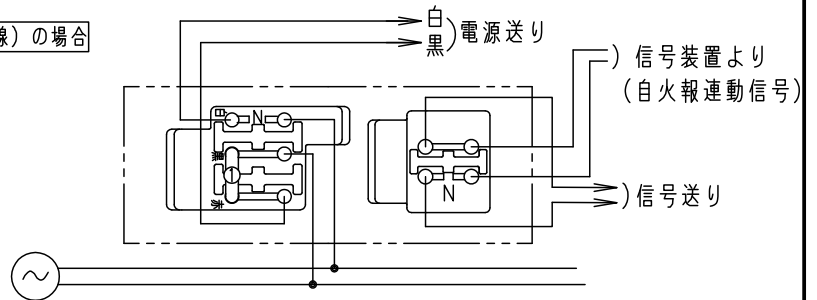 線）の場合
白
黒
電源送り
信号装置より
（自火報連動信号）
白 N
黒
赤
N
信号送り